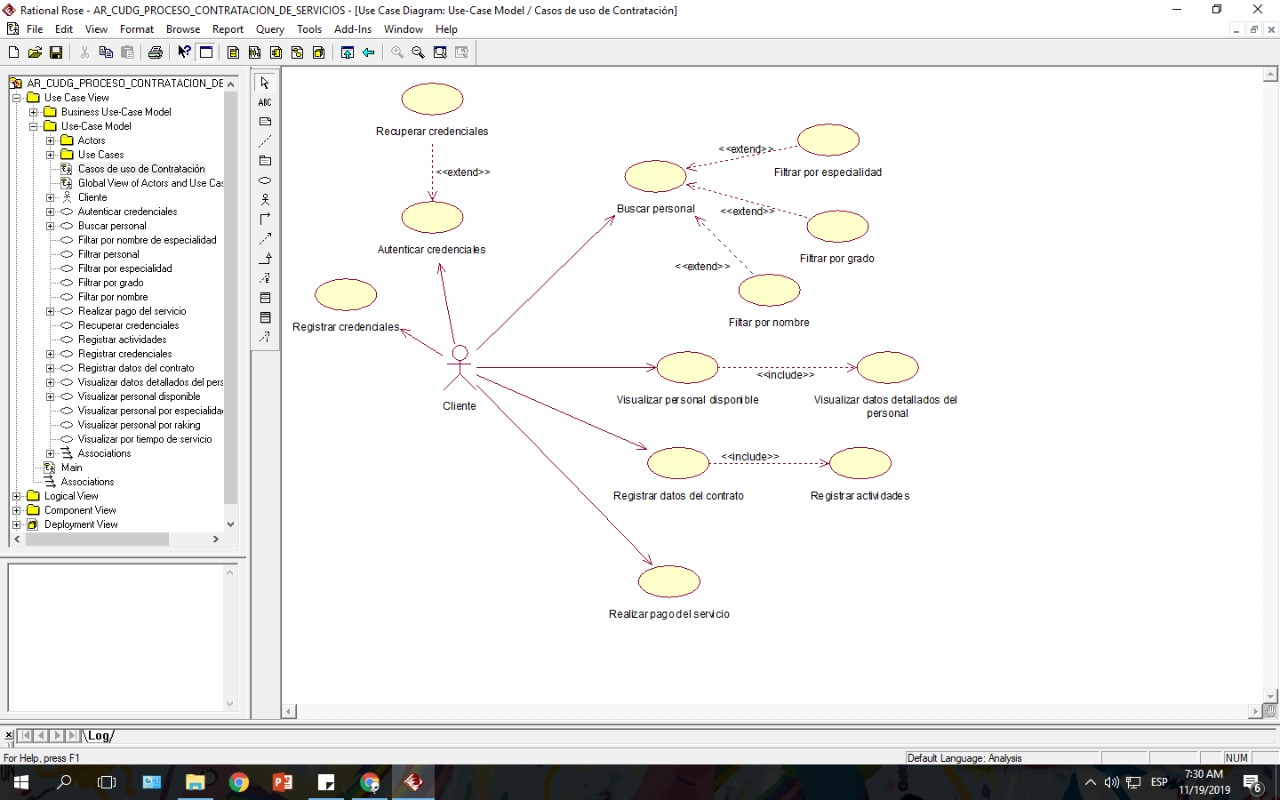 Rational Rose - AR_CUDG_PROCESO_CONTRATACION_DE_SERVICIOS - [Use Case Diagram: Use-Case Model / Casos de uso de Contratación]
File Edit View Format Browse Report Query Tools Add-Ins Window Help
AR_CUDG_PROCESO_CONTRATACION_DE
Use Case View
Business Use-Case Model
Use-Case Model
Actors
Use Cases
Casos de uso de Contratación
Global View of Actors and Use Cas
Cliente
Autenticar credenciales
Buscar personal
Filtar por nombre de especialidad
Filtrar personal
Filtrar por especialidad
Filtrar por grado
Filtar por nombre
Realizar pago del servicio
Recuperar credenciales
Registrar actividades
Registrar credenciales
Registrar datos del contrato
Visualizar datos detallados del pers
Visualizar personal disponible
Visualizar personal por especialida
Visualizar personal por raking
Visualizar por tiempo de servicio
Associations
Main
Associations
Logical View
Component View
Deployment View
ABC
Recuperar credenciales
<<extend>>
Autenticar credenciales
Registrar credenciales
Cliente
Buscar personal
<<extend>>
Filtrar por especialidad
<<extend>>
Filtrar por grado
<<extend>>
Filtar por nombre
Visualizar personal disponible
<<include>>
Visualizar datos detallados del
personal
Registrar datos del contrato
<<include>>
Registrar actividades
Realizar pago del servicio
Log
For Help, press F1
Default Language: Analysis
NUM
ESP
7:30 AM
11/19/2019
6